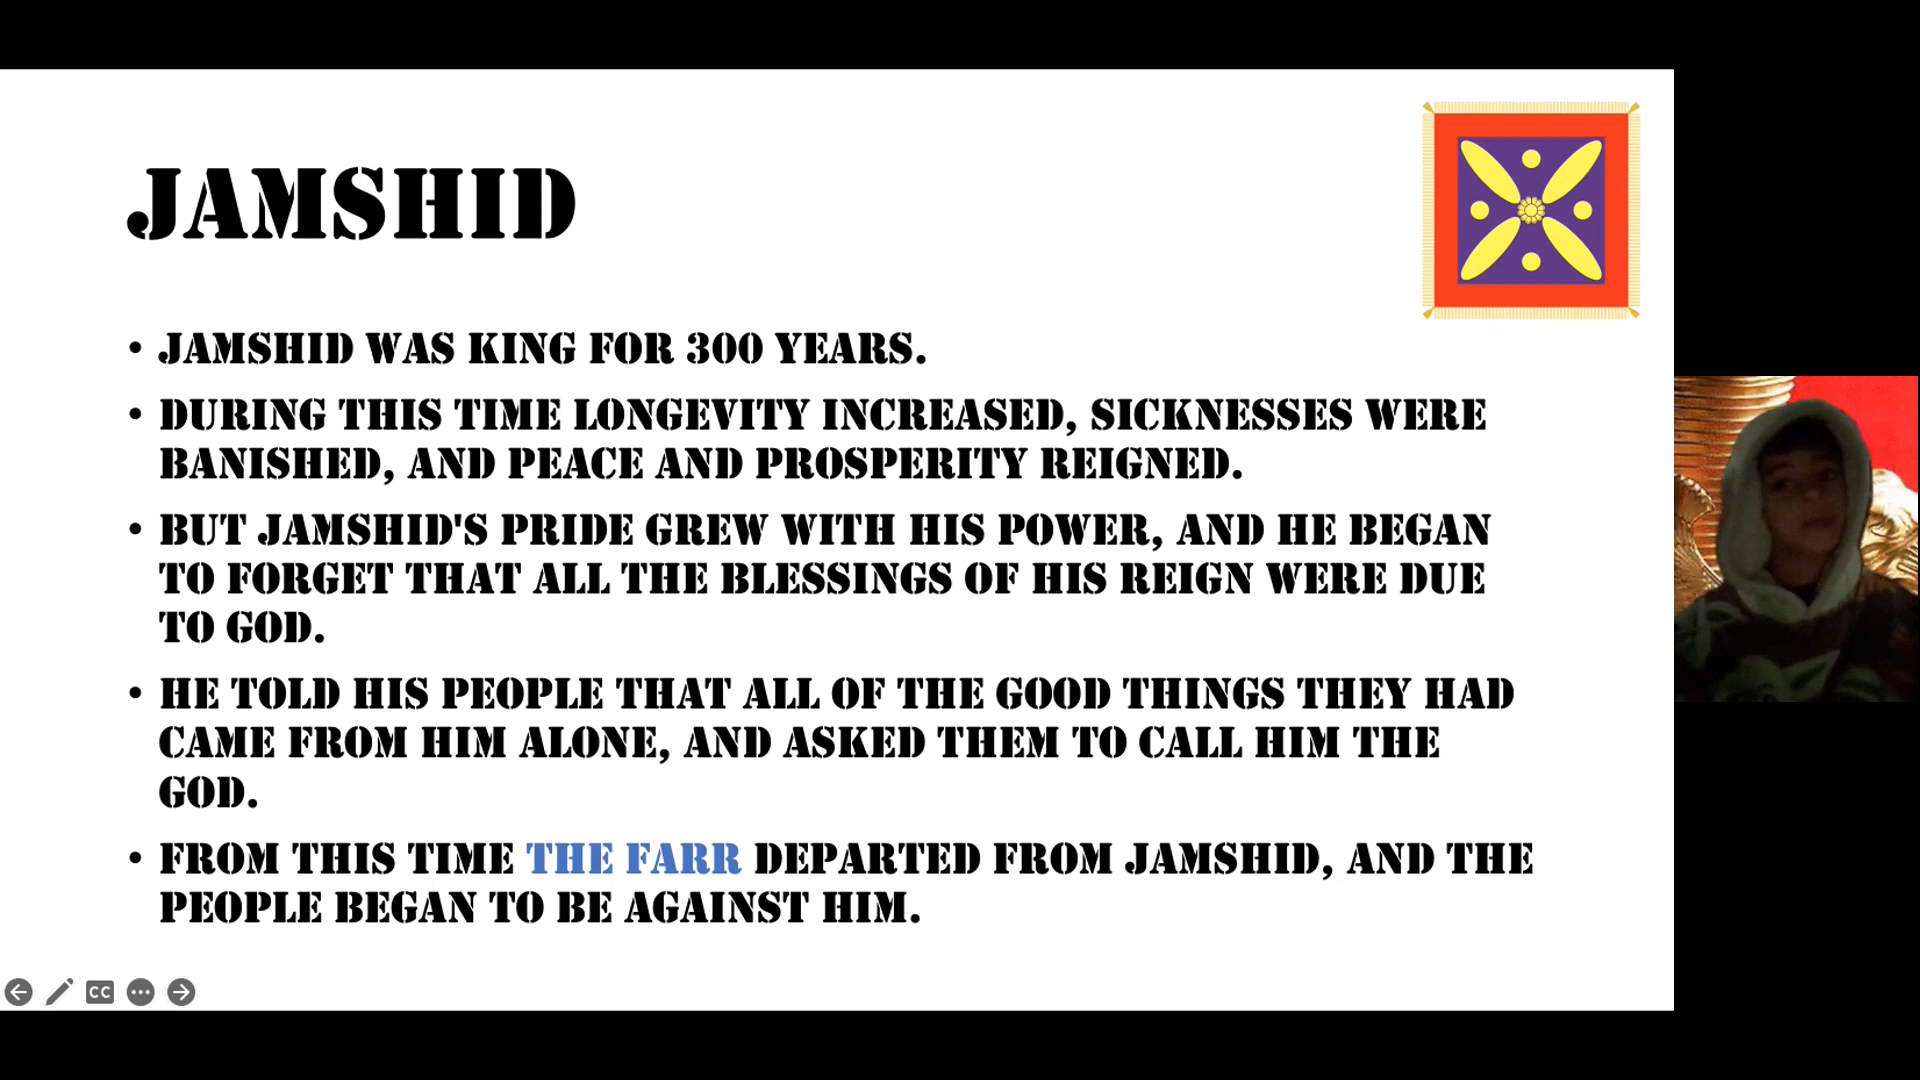 JAMSHID
• JAMSHID WAS KING FOR 300 YEARS.
• DURING THIS TIME LONGEVITY INCREASED, SICKNESSES WERE
BANISHED, AND PEACE AND PROSPERITY REIGNED.
• BUT JAMSHID'S PRIDE GREW WITH HIS POWER, AND HE BEGAN
TO FORGET THAT ALL THE BLESSINGS OF HIS REIGN WERE DUE
TO GOD.
• HE TOLD HIS PEOPLE THAT ALL OF THE GOOD THINGS THEY HAD
CAME FROM HIM ALONE, AND ASKED THEM TO CALL HIM THE
GOD.
• FROM THIS TIME THE FARR DEPARTED FROM JAMSHID, AND THE
PEOPLE BEGAN TO BE AGAINST HIM.
CC